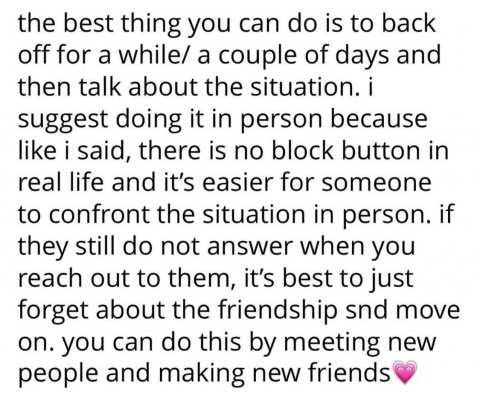 the best thing you can do is to back
off for a while/ a couple of days and
then talk about the situation. i
suggest doing it in person because
like i said, there is no block button in
real life and it’s easier for someone
to confront the situation in person. if
they still do not answer when you
reach out to them, it’s best to just
forget about the friendship snd move
on. you can do this by meeting new
people and making new friends💗